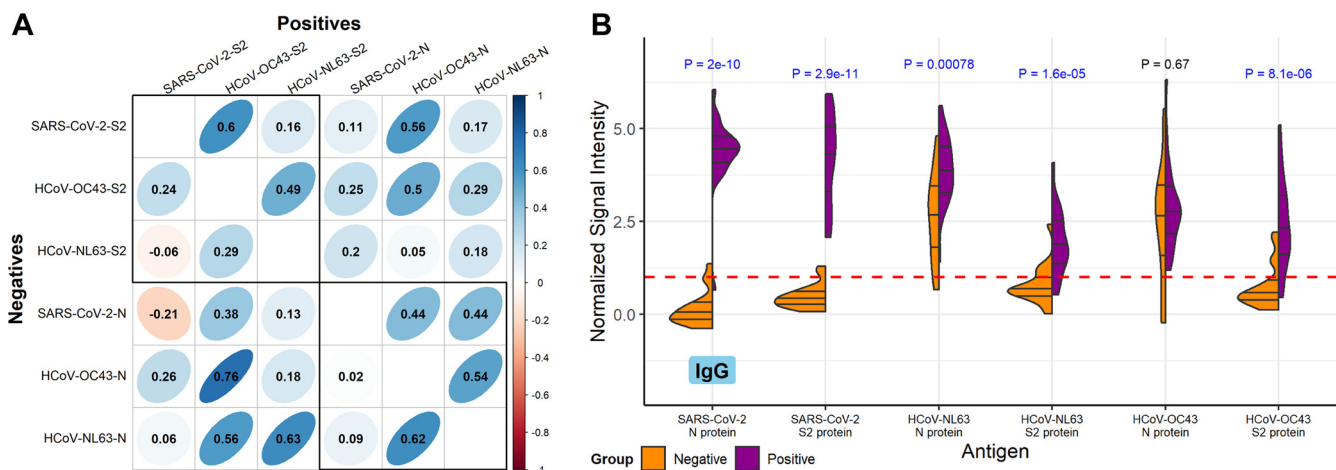 A
Positives
SARS-CoV-2-S2
HCoV-OC43-S2
HCoV-NL63-S2
SARS-CoV-2-N
HCoV-OC43-N
HCoV-NL63-N
Negatives
SARS-CoV-2-S2 0.6 0.16 0.11 0.56 0.17
HCoV-OC43-S2 0.24 0.49 0.25 0.5 0.29
HCoV-NL63-S2 -0.06 0.29 0.2 0.05 0.18
SARS-CoV-2-N -0.21 0.38 0.13 0.44 0.44
HCoV-OC43-N 0.26 0.76 0.18 0.02 0.54
HCoV-NL63-N 0.06 0.56 0.63 0.09 0.62
1
0.8
0.6
0.4
0.2
0
-0.2
-0.4
-0.6
-0.8
-1
B
P = 2e-10 P = 2.9e-11 P = 0.00078 P = 1.6e-05 P = 0.67 P = 8.1e-06
Normalized Signal Intensity
5.0
2.5
0.0
IgG
SARS-CoV-2
N protein
SARS-CoV-2
S2 protein
HCoV-NL63
N protein
HCoV-NL63
S2 protein
HCoV-OC43
N protein
HCoV-OC43
S2 protein
Antigen
Group Negative Positive